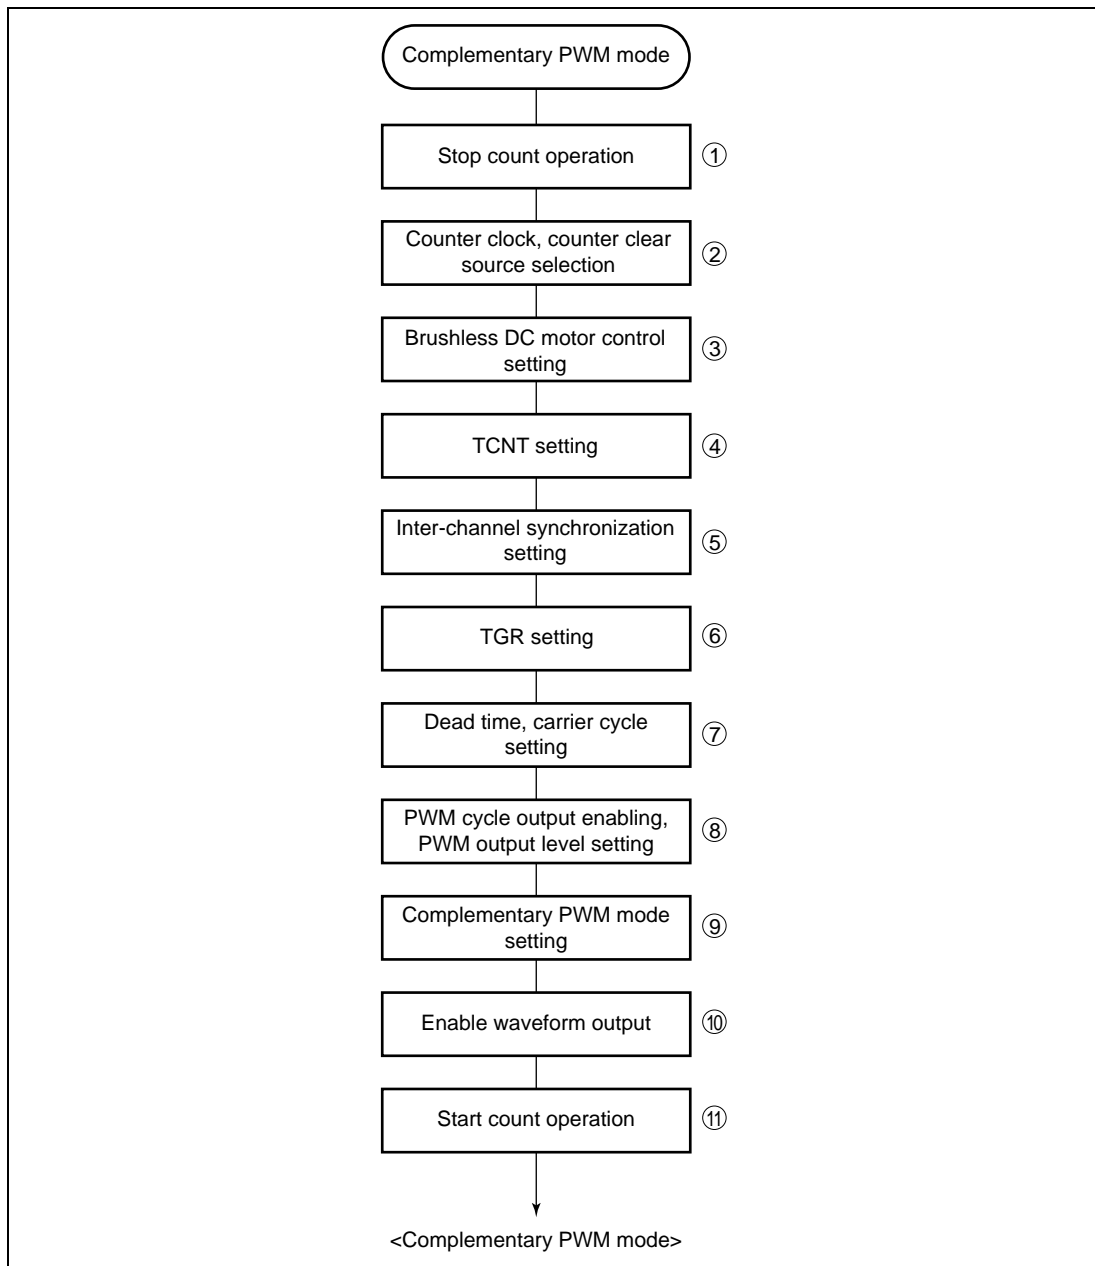 Complementary PWM mode
Stop count operation
①
Counter clock, counter clear
source selection
②
Brushless DC motor control
setting
③
TCNT setting
④
Inter-channel synchronization
setting
⑤
TGR setting
⑥
Dead time, carrier cycle
setting
⑦
PWM cycle output enabling,
PWM output level setting
⑧
Complementary PWM mode
setting
⑨
Enable waveform output
⑩
Start count operation
⑪
<Complementary PWM mode>